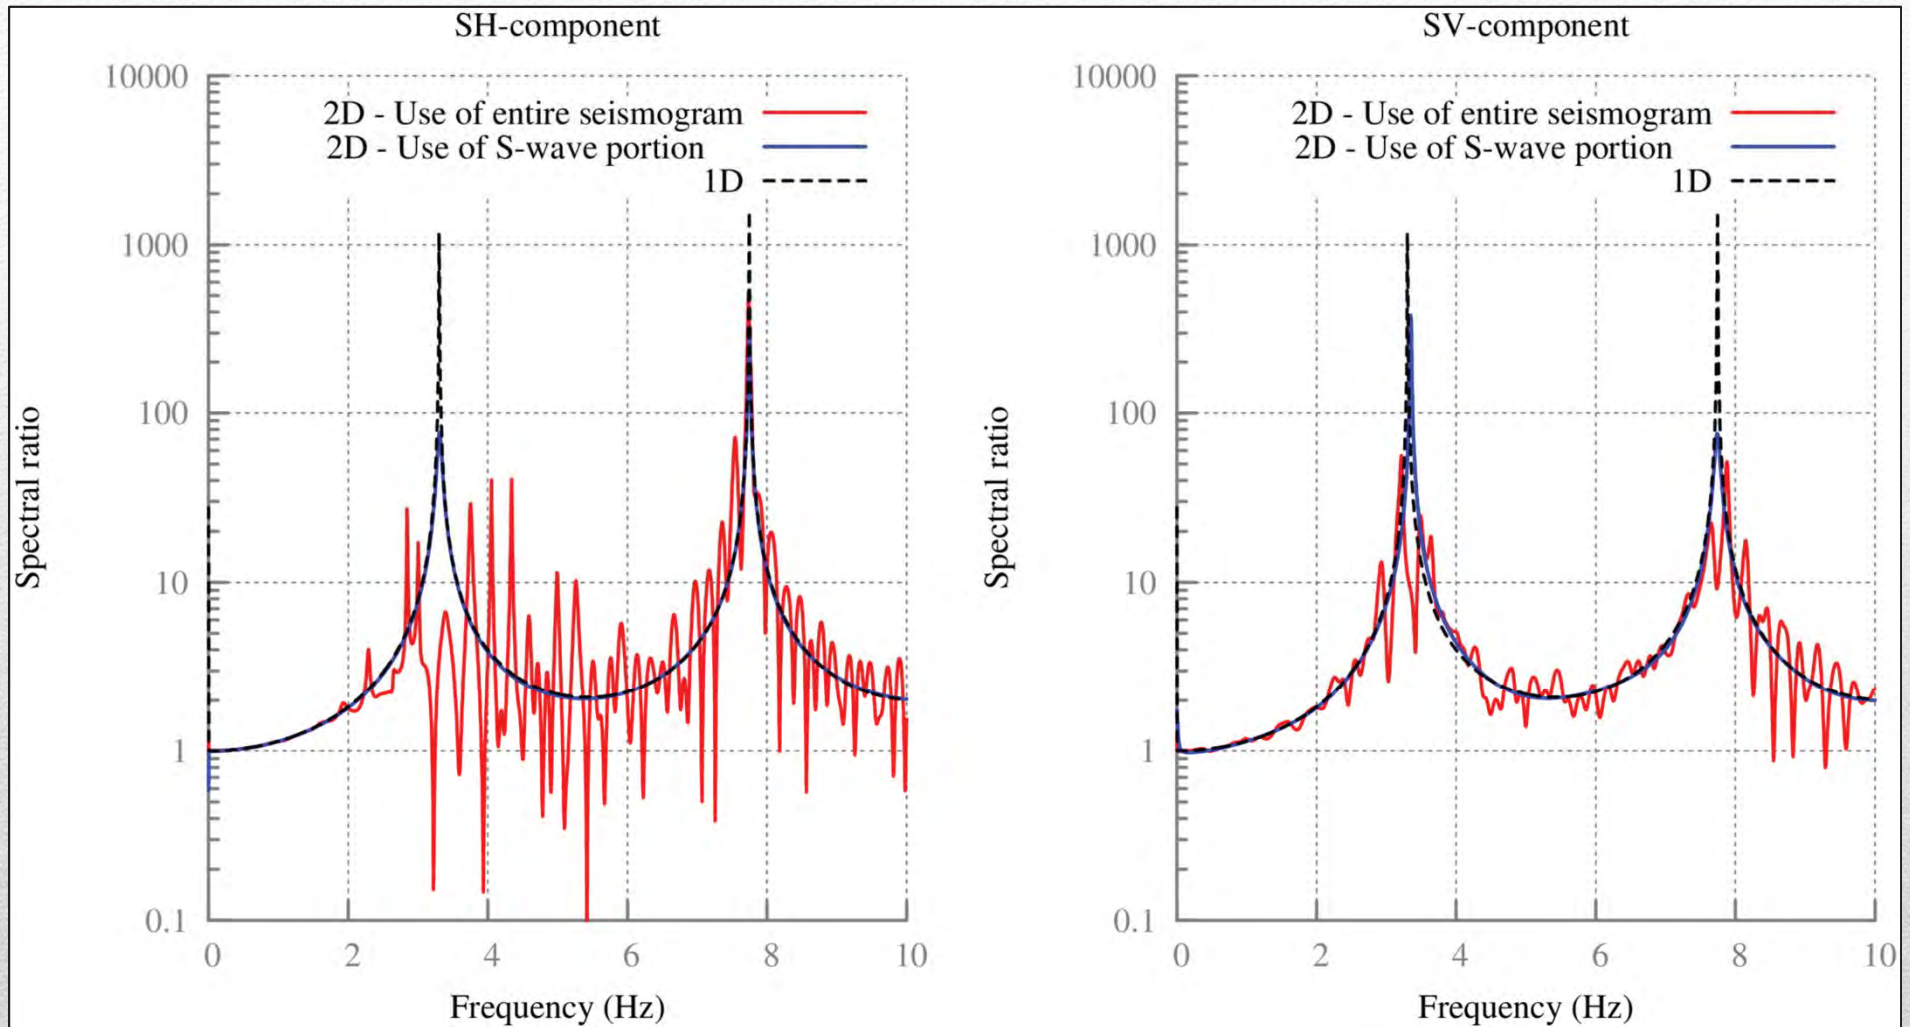 SH-component
10000
1000
100
10
1
0.1
Spectral ratio
2D - Use of entire seismogram
2D - Use of S-wave portion
1D
0 2 4 6 8 10
Frequency (Hz)
SV-component
10000
1000
100
10
1
0.1
Spectral ratio
2D - Use of entire seismogram
2D - Use of S-wave portion
1D
0 2 4 6 8 10
Frequency (Hz)